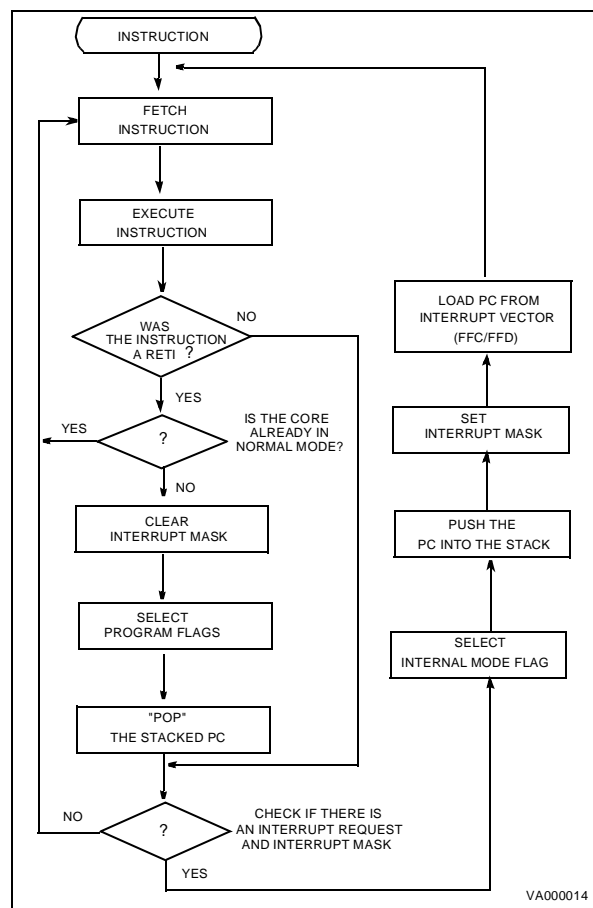 INSTRUCTION
FETCH
INSTRUCTION
EXECUTE
INSTRUCTION
WAS
THE INSTRUCTION
A RETI ?
NO
YES
?
IS THE CORE
ALREADY IN
NORMAL MODE?
YES
NO
CLEAR
INTERRUPT MASK
SELECT
PROGRAM FLAGS
"POP"
THE STACKED PC
?
CHECK IF THERE IS
AN INTERRUPT REQUEST
AND INTERRUPT MASK
NO
YES
LOAD PC FROM
INTERRUPT VECTOR
(FFC/FFD)
SET
INTERRUPT MASK
PUSH THE
PC INTO THE STACK
SELECT
INTERNAL MODE FLAG
VA000014